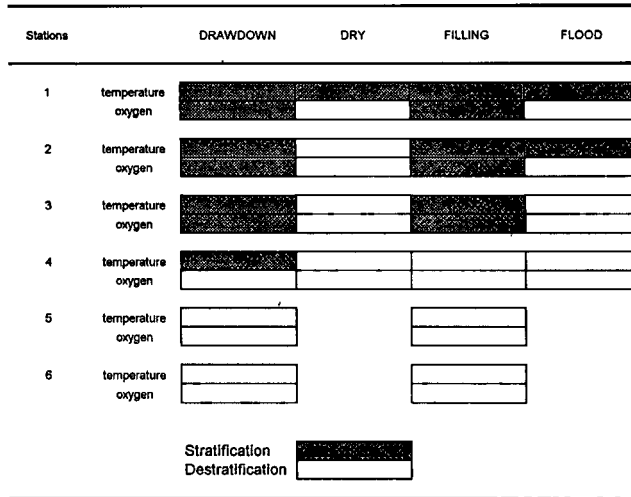 Stations DRAWDOWN DRY FILLING FLOOD
1 temperature
oxygen
2 temperature
oxygen
3 temperature
oxygen
4 temperature
oxygen
5 temperature
oxygen
6 temperature
oxygen
Stratification
Destratification